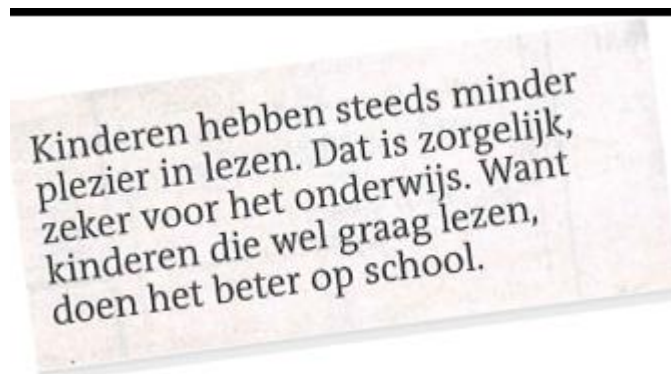 Kinderen hebben steeds minder
plezier in lezen. Dat is zorgelijk,
zeker voor het onderwijs. Want
kinderen die wel graag lezen,
doen het beter op school.